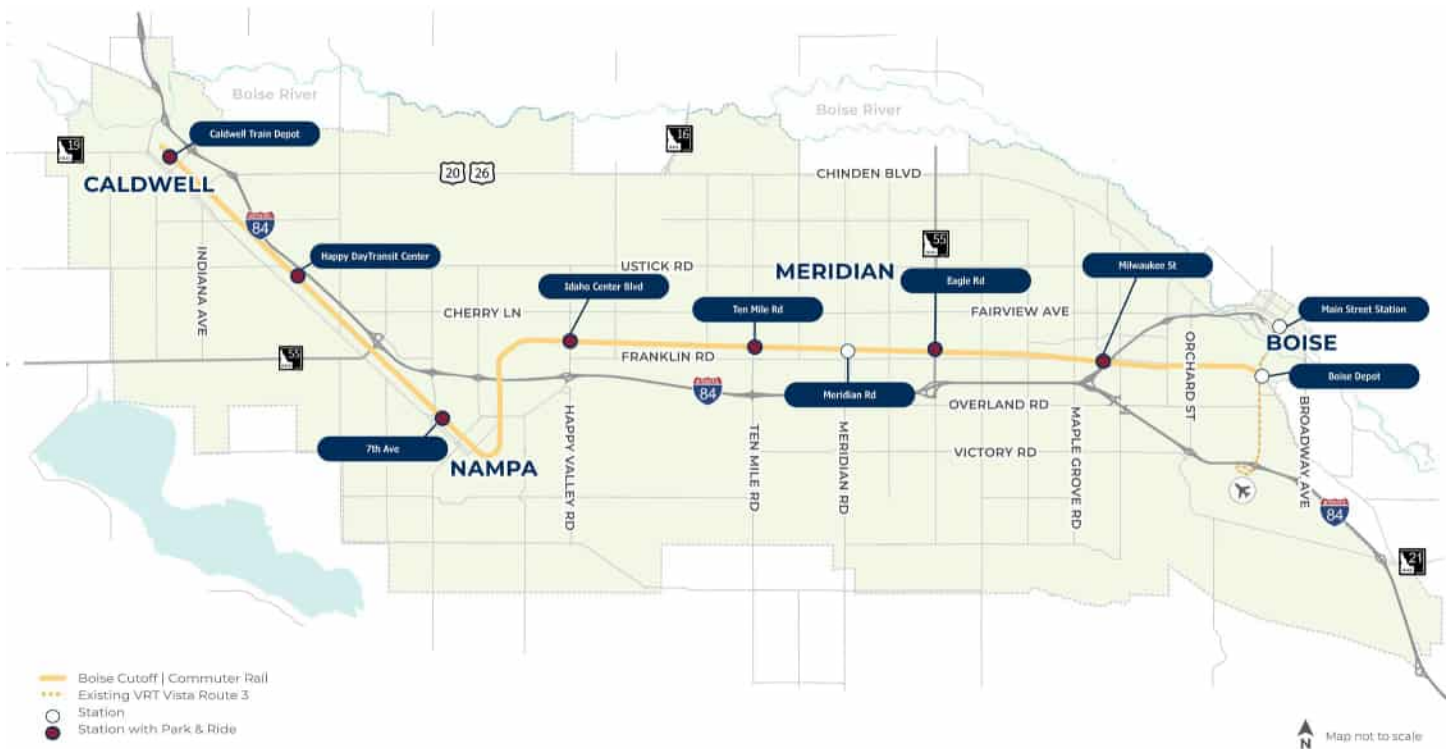 Boise River
Boise River
19
Caldwell Train Depot
16
CALDWELL
20 26
CHINDEN BLVD
84
55
INDIANA AVE
Happy DayTransit Center
USTICK RD
MERIDIAN
Milwaukee St
Idaho Center Blvd
Eagle Rd
Ten Mile Rd
Main Street Station
CHERRY LN
FAIRVIEW AVE
BOISE
55
FRANKLIN RD
ORCHARD ST
Boise Depot
84
Meridian Rd
OVERLAND RD
BROADWAY AVE
7th Ave
NAMPA
HAPPY VALLEY RD
TEN MILE RD
MERIDIAN RD
VICTORY RD
MAPLE GROVE RD
84
21
Boise Cutoff | Commuter Rail
Existing VRT Vista Route 3
Station
Station with Park & Ride
N
Map not to scale